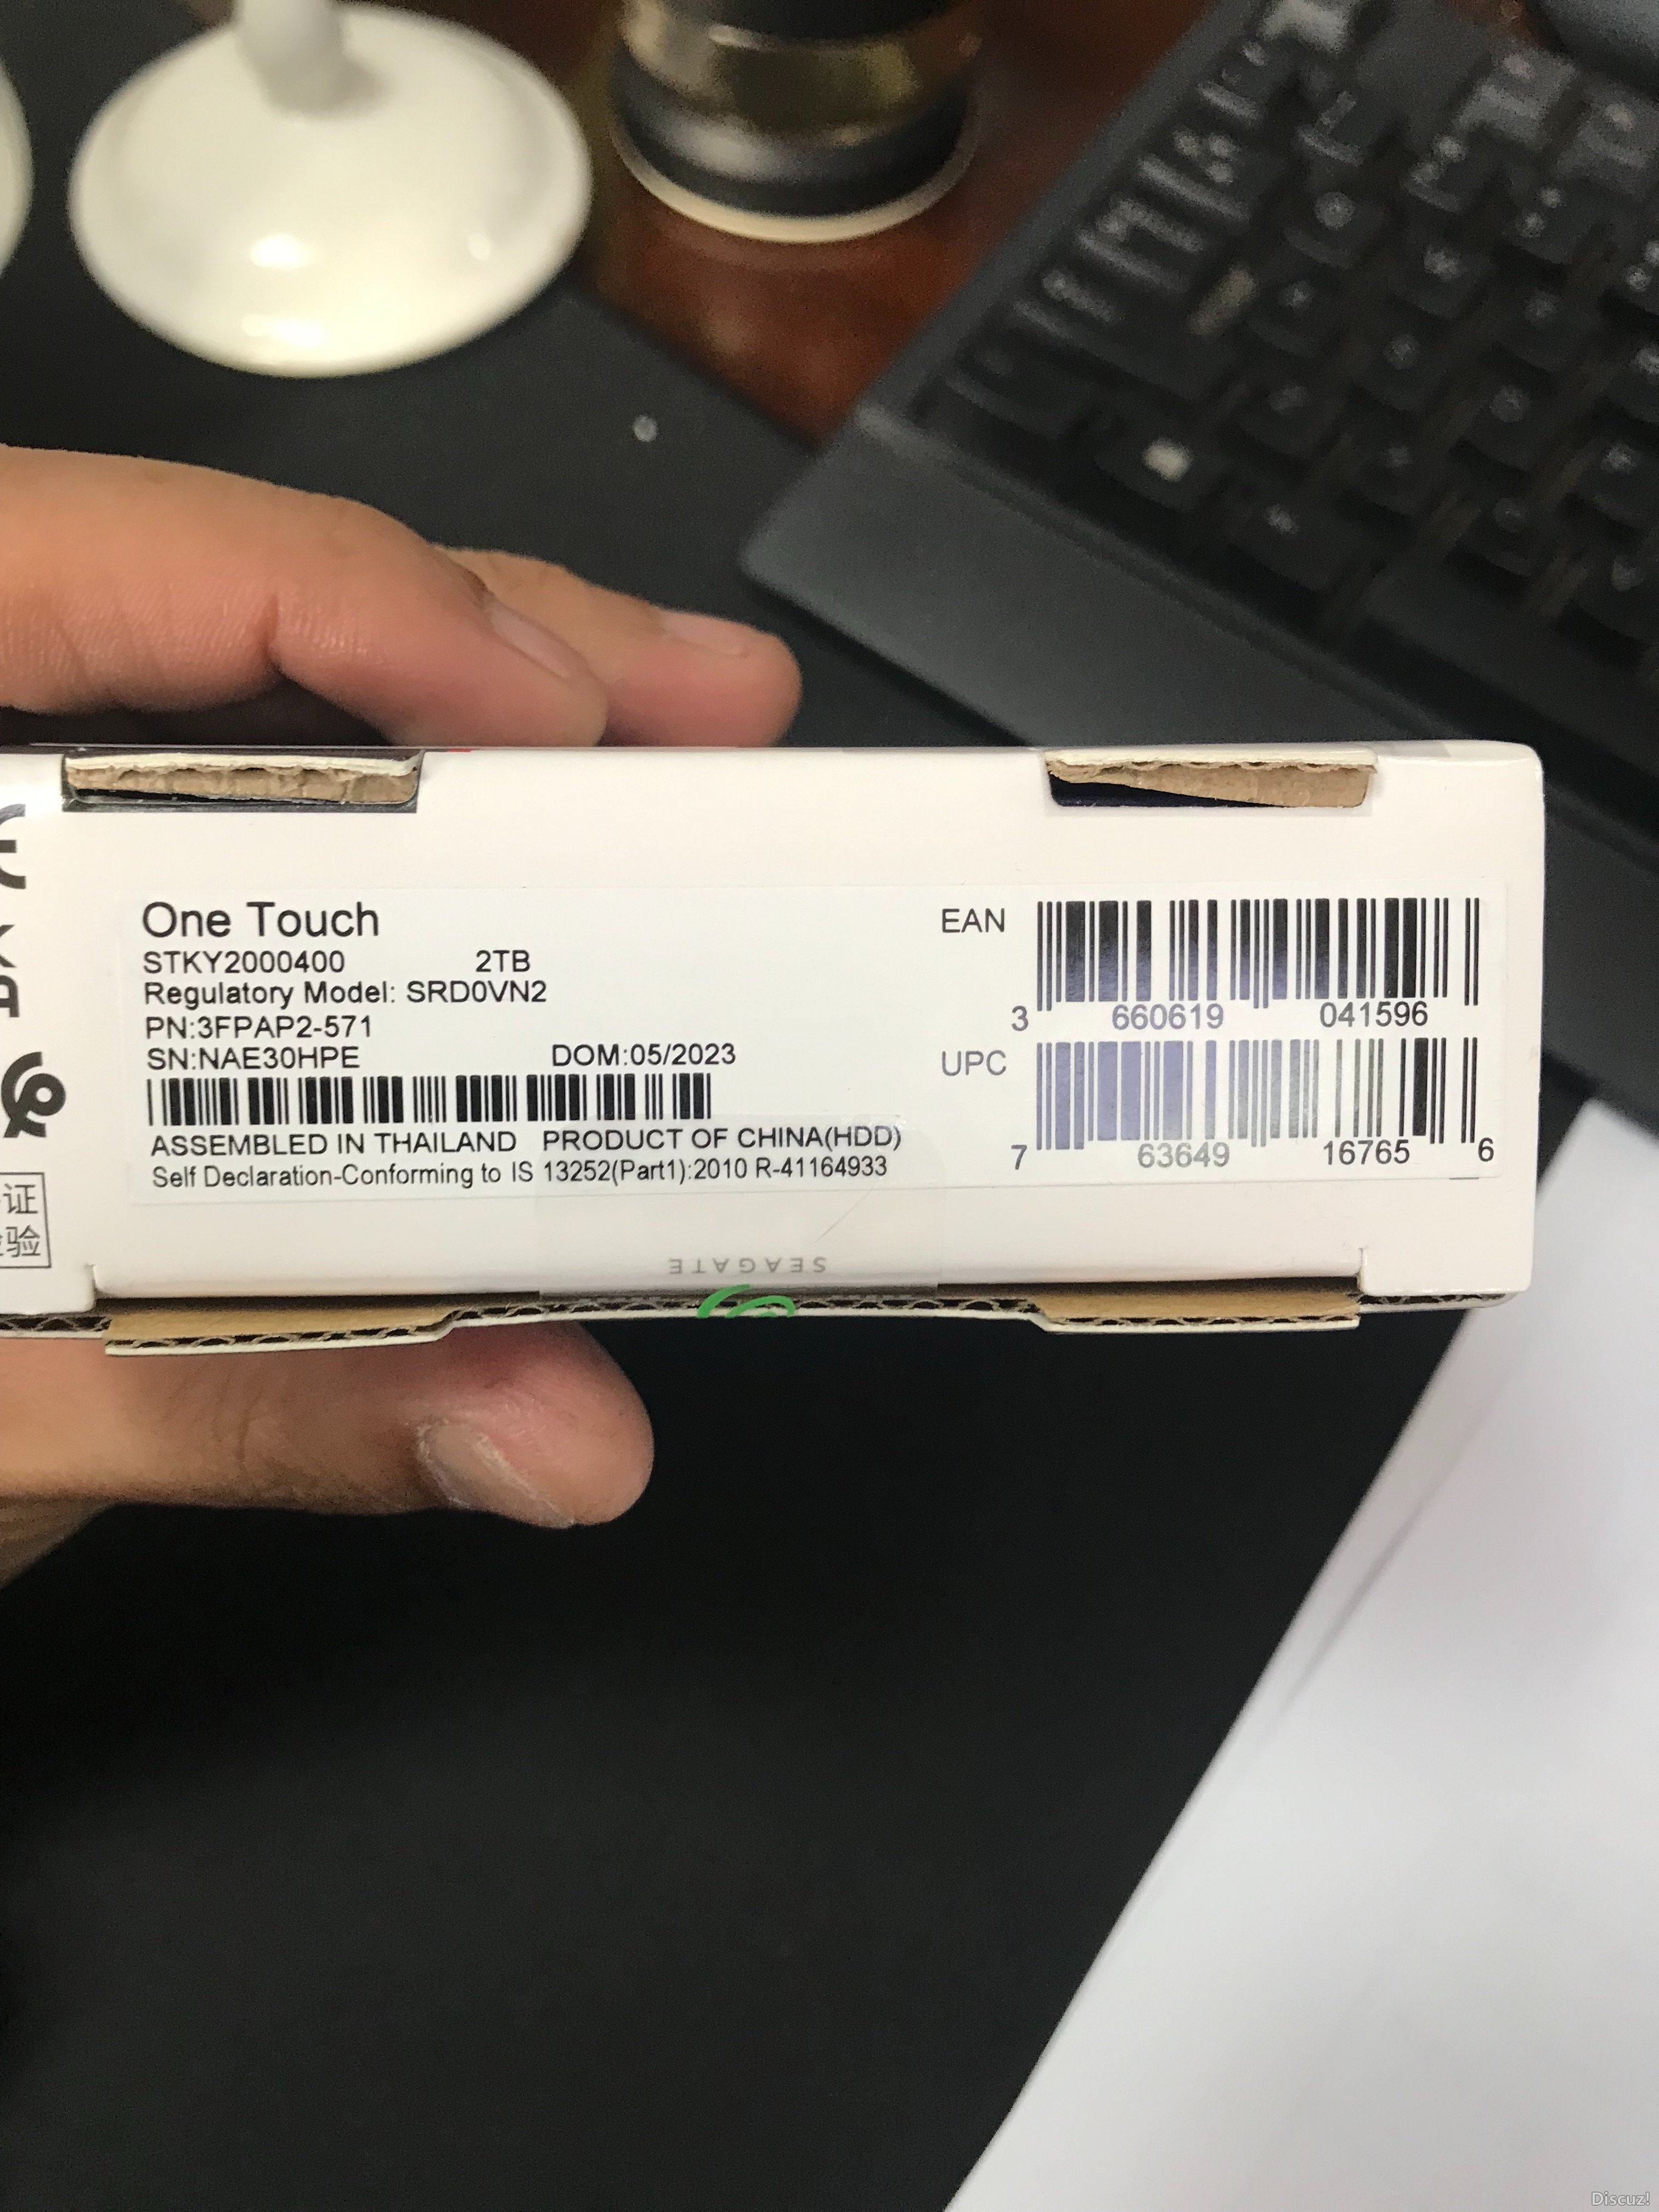 One Touch
STKY2000400 2TB
Regulatory Model: SRD0VN2
PN:3FPAP2-571
SN:NAE30HPE DOM:05/2023
ASSEMBLED IN THAILAND PRODUCT OF CHINA(HDD)
Self Declaration-Conforming to IS 13252(Part1):2010 R-41164933
EAN
3 660619 041596
UPC
7 63649 16765 6
SEAGATE
证
验
Discuz!